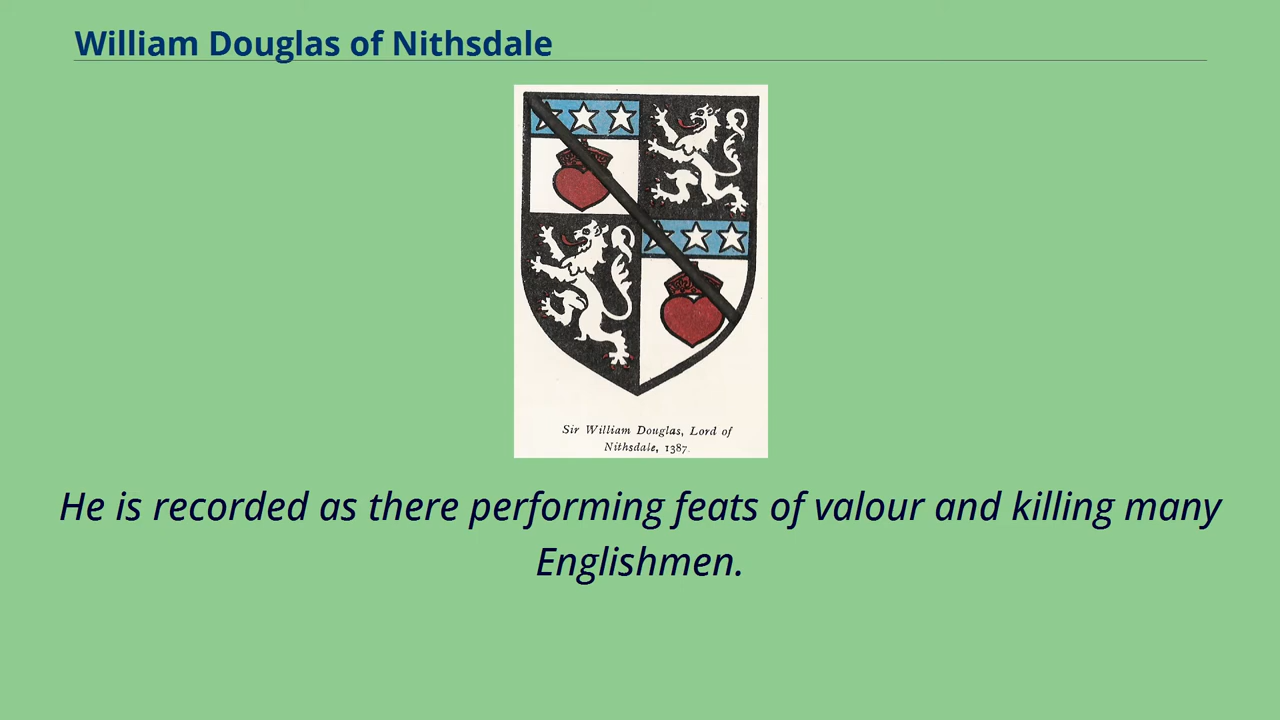 William Douglas of Nithsdale
Sir William Douglas, Lord of
Nithsdale, 1387.
He is recorded as there performing feats of valour and killing many
Englishmen.